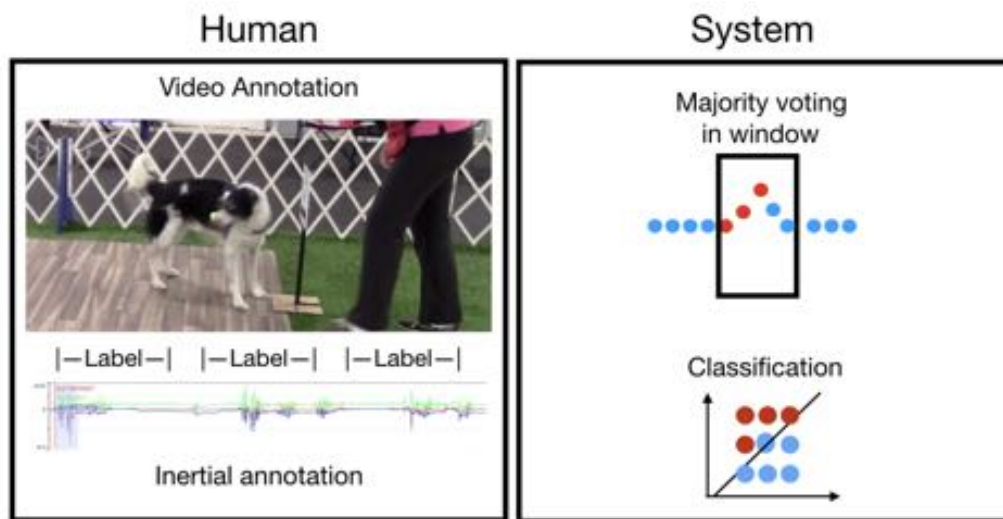 Human
Video Annotation
|—Label—| |—Label—| |—Label—|
Inertial annotation
System
Majority voting
in window
Classification